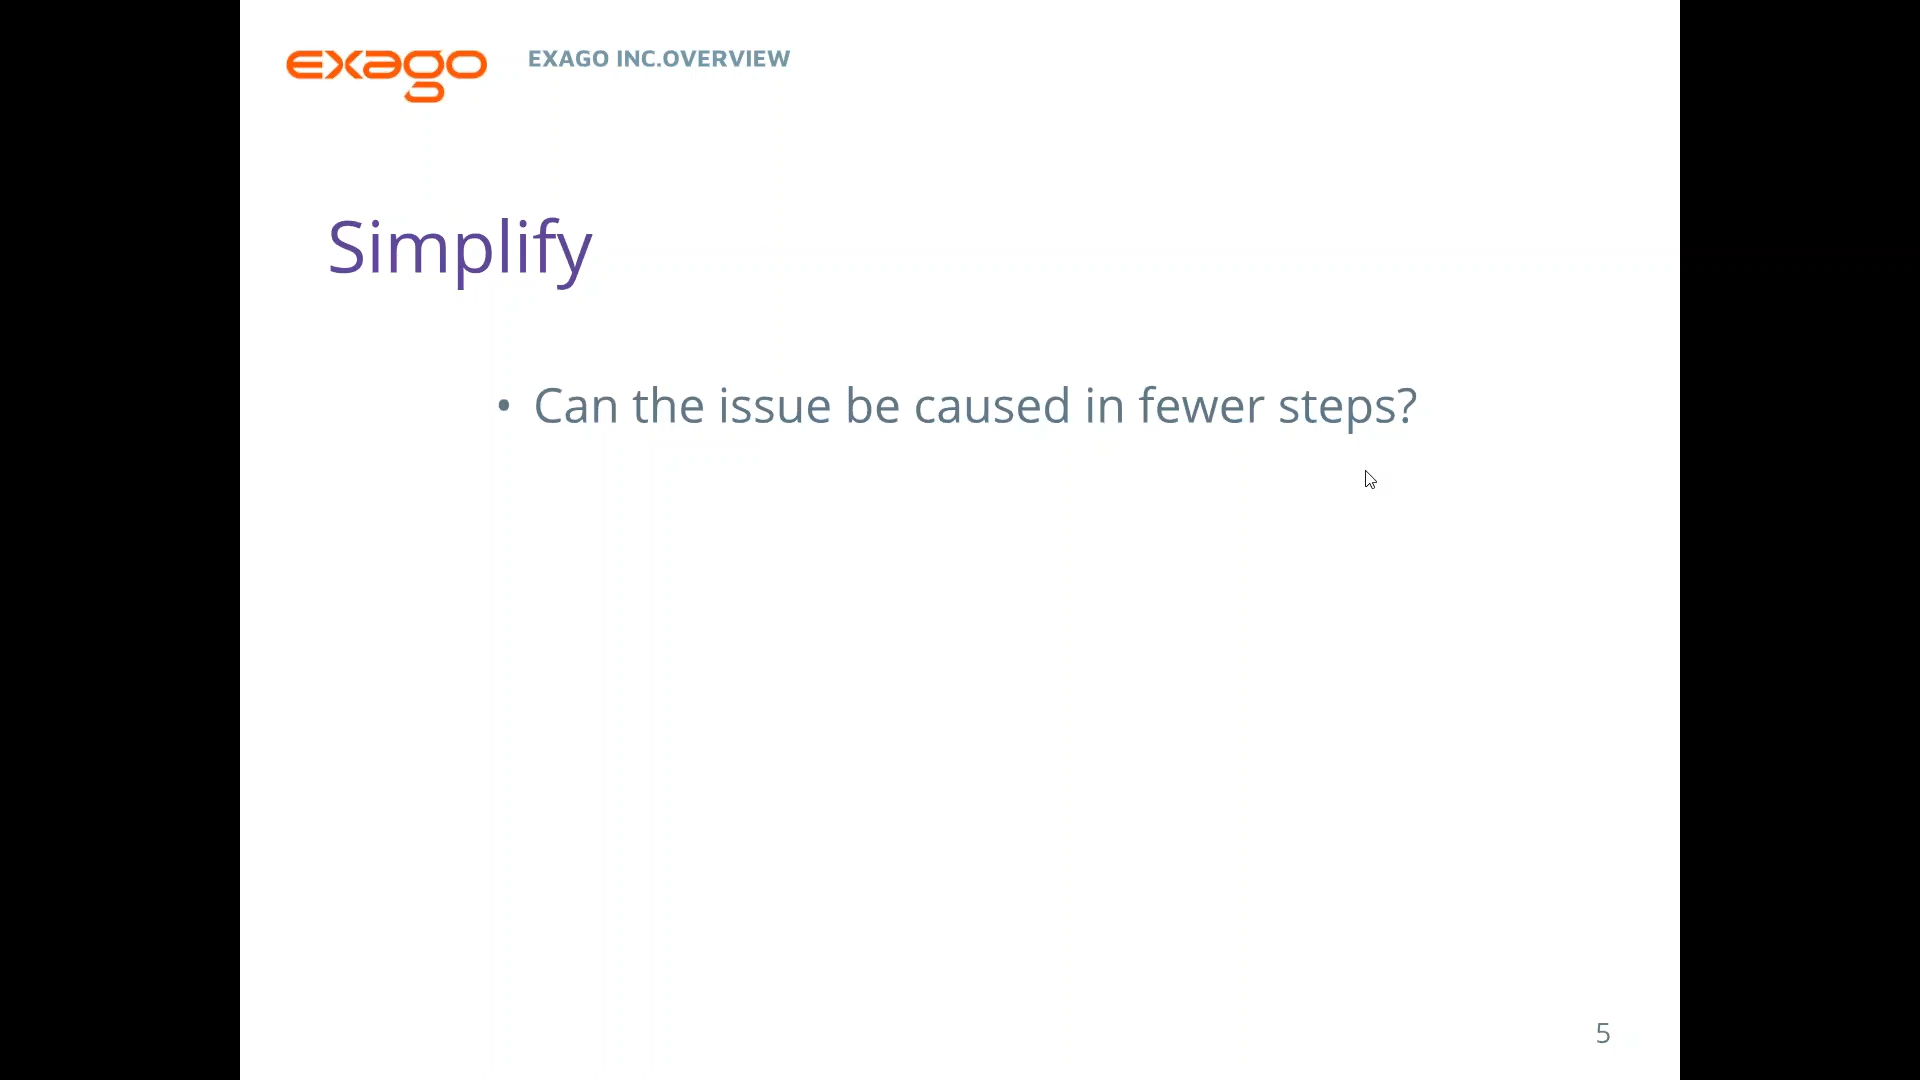 exago
EXAGO INC.OVERVIEW
Simplify
• Can the issue be caused in fewer steps?
5